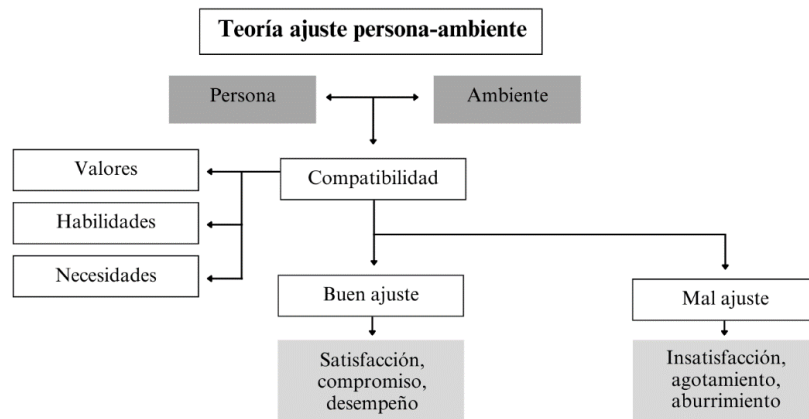 Teoría ajuste persona-ambiente
Persona
Ambiente
Valores
Compatibilidad
Habilidades
Necesidades
Buen ajuste
Mal ajuste
Satisfacción,
compromiso,
desempeño
Insatisfacción,
agotamiento,
aburrimiento